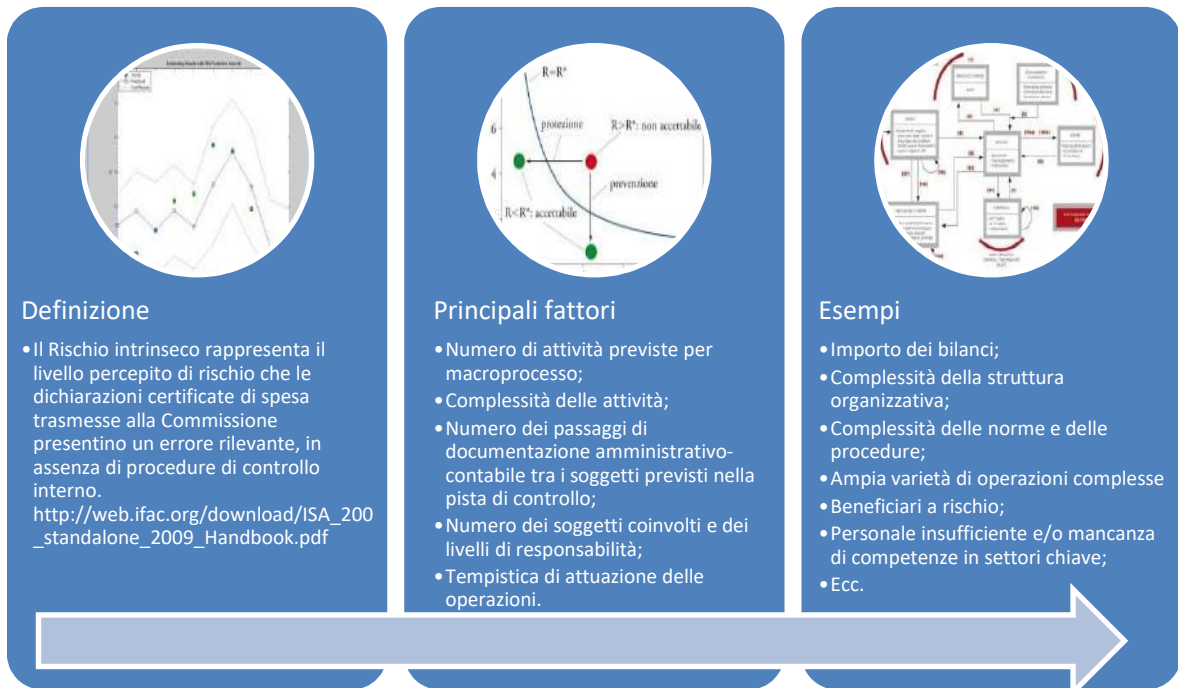 R=R*
6
protezione
R>R*: non accettabile
4
prevenzione
R<R*: accettabile
Definizione
•Il Rischio intrinseco rappresenta il
livello percepito di rischio che le
dichiarazioni certificate di spesa
trasmesse alla Commissione
presentino un errore rilevante, in
assenza di procedure di controllo
interno.
http://web.ifac.org/download/ISA_200
_standalone_2009_Handbook.pdf
Principali fattori
•Numero di attività previste per
macroprocesso;
•Complessità delle attività;
•Numero dei passaggi di
documentazione amministrativo-
contabile tra i soggetti previsti nella
pista di controllo;
•Numero dei soggetti coinvolti e dei
livelli di responsabilità;
•Tempistica di attuazione delle
operazioni.
Esempi
•Importo dei bilanci;
•Complessità della struttura
organizzativa;
•Complessità delle norme e delle
procedure;
•Ampia varietà di operazioni complesse
•Beneficiari a rischio;
•Personale insufficiente e/o mancanza
di competenze in settori chiave;
•Ecc.